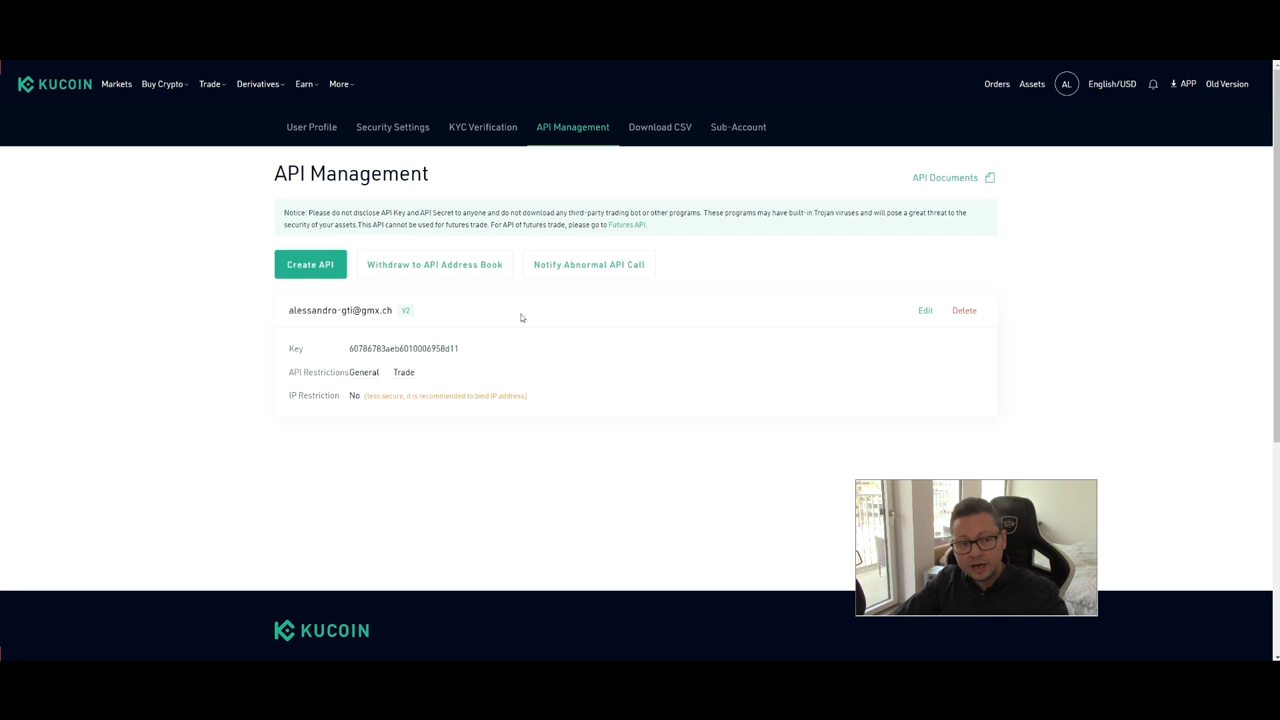 KUCOIN Markets Buy Crypto Trade Derivatives Earn More Orders Assets AL English/USD APP Old Version
User Profile Security Settings KYC Verification API Management Download CSV Sub-Account
API Management
API Documents
Notice: Please do not disclose API Key and API Secret to anyone and do not download any third-party trading bot or other programs. These programs may have built-in Trojan viruses and will pose a great threat to the
security of your assets.This API cannot be used for futures trade. For API of futures trade, please go to Futures API.
Create API Withdraw to API Address Book Notify Abnormal API Call
alessandro-gti@gmx.ch V2 Edit Delete
Key 60786783aeb6010006958d11
API Restrictions General Trade
IP Restriction No (less secure, it is recommended to bind IP address)
KUCOIN